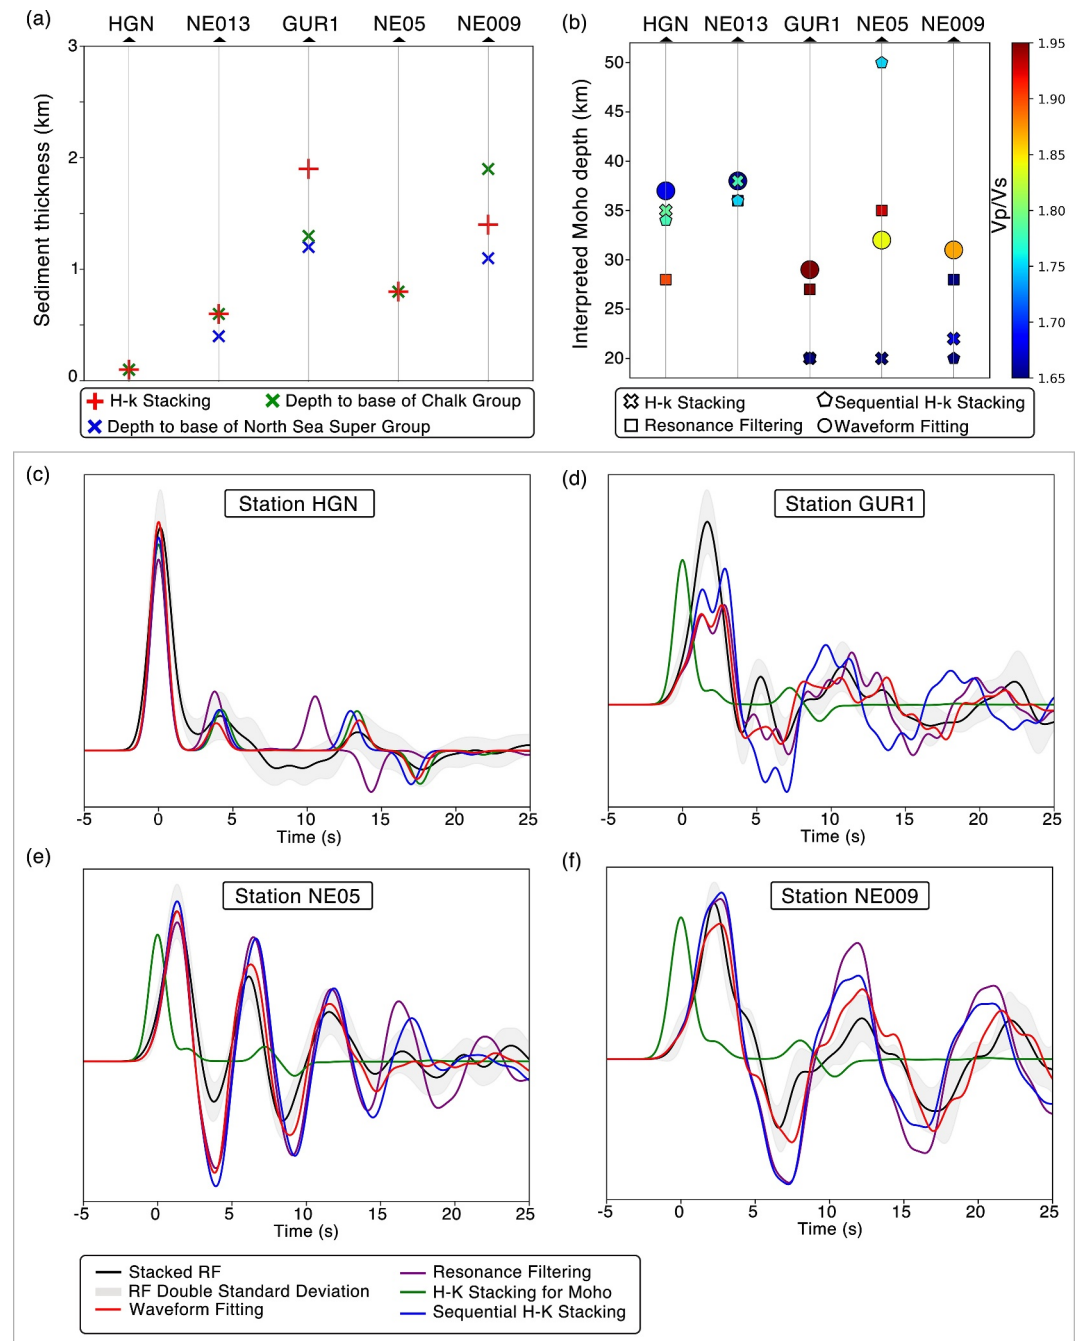 (a)
HGN NE013 GUR1 NE05 NE009
3
2
1
0
Sediment thickness (km)
H-k Stacking
Depth to base of Chalk Group
Depth to base of North Sea Super Group
(b)
HGN NE013 GUR1 NE05 NE009
50
40
35
30
25
20
Interpreted Moho depth (km)
1.95
1.90
1.85
1.80
1.75
1.70
1.65
Vp/Vs
H-k Stacking
Sequential H-k Stacking
Resonance Filtering
Waveform Fitting
(c)
Station HGN
-5 0 5 10 15 20 25
Time (s)
(d)
Station GUR1
-5 0 5 10 15 20 25
Time (s)
(e)
Station NE05
-5 0 5 10 15 20 25
Time (s)
(f)
Station NE009
-5 0 5 10 15 20 25
Time (s)
Stacked RF
RF Double Standard Deviation
Waveform Fitting
Resonance Filtering
H-K Stacking for Moho
Sequential H-K Stacking